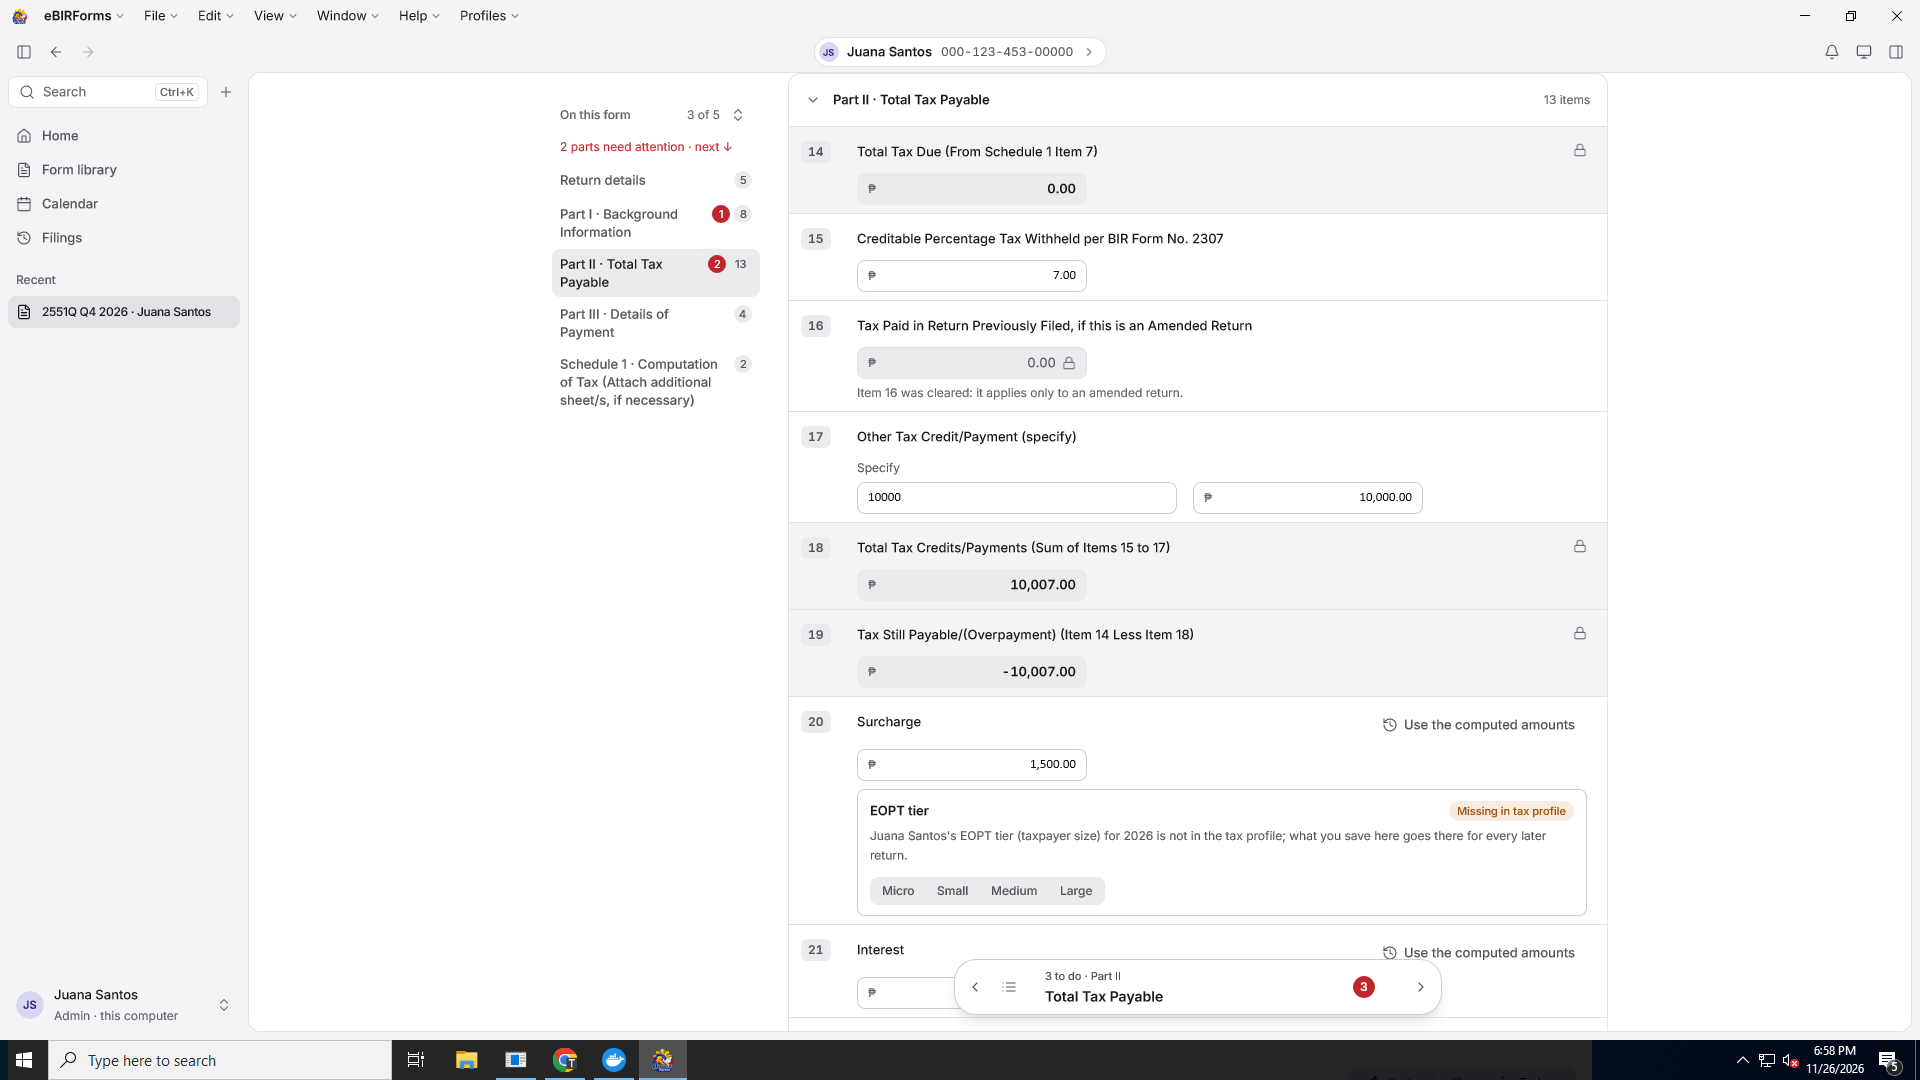 eBIRForms
File
Edit
View
Window
Help
Profiles
JS Juana Santos 000-123-453-00000
Search Ctrl+K
Home
Form library
Calendar
Filings
Recent
2551Q Q4 2026 · Juana Santos
On this form 3 of 5
2 parts need attention · next ↓
Return details 5
Part I · Background Information 1 8
Part II · Total Tax Payable 2 13
Part III · Details of Payment 4
Schedule 1 · Computation of Tax (Attach additional sheet/s, if necessary) 2
Part II · Total Tax Payable 13 items
14 Total Tax Due (From Schedule 1 Item 7)
₱ 0.00
15 Creditable Percentage Tax Withheld per BIR Form No. 2307
₱ 7.00
16 Tax Paid in Return Previously Filed, if this is an Amended Return
₱ 0.00
Item 16 was cleared: it applies only to an amended return.
17 Other Tax Credit/Payment (specify)
Specify
10000 ₱ 10,000.00
18 Total Tax Credits/Payments (Sum of Items 15 to 17)
₱ 10,007.00
19 Tax Still Payable/(Overpayment) (Item 14 Less Item 18)
₱ -10,007.00
20 Surcharge Use the computed amounts
₱ 1,500.00
EOPT tier Missing in tax profile
Juana Santos's EOPT tier (taxpayer size) for 2026 is not in the tax profile; what you save here goes there for every later
return.
Micro Small Medium Large
21 Interest Use the computed amounts
₱
3 to do · Part II
Total Tax Payable 3
JS Juana Santos
Admin · this computer
Type here to search
6:58 PM
11/26/2026
5